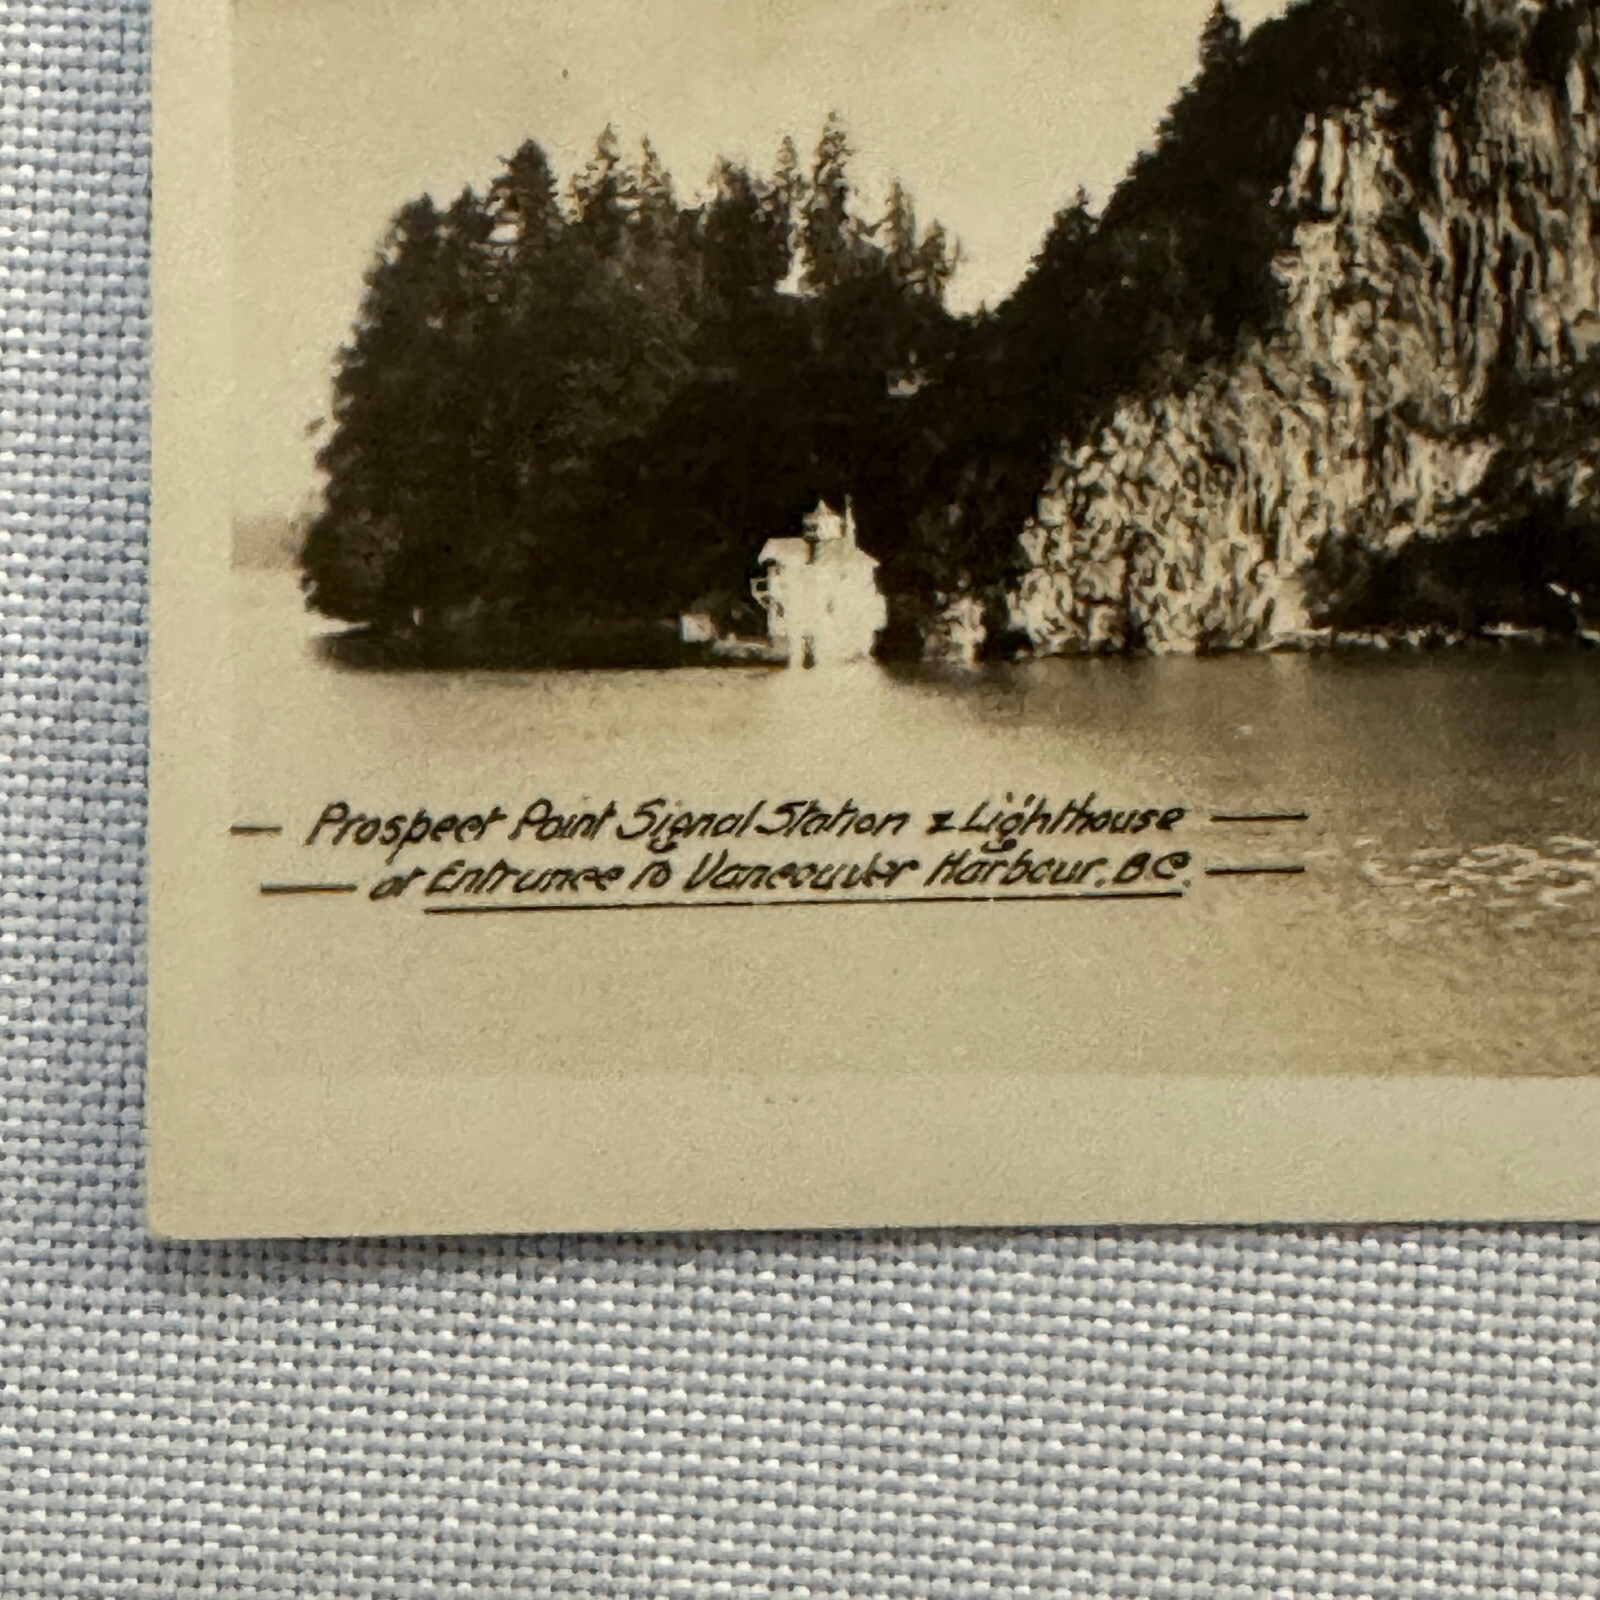 — Prospect Point Signal Station & Lighthouse —
— at Entrance to Vancouver Harbour. B.C. —